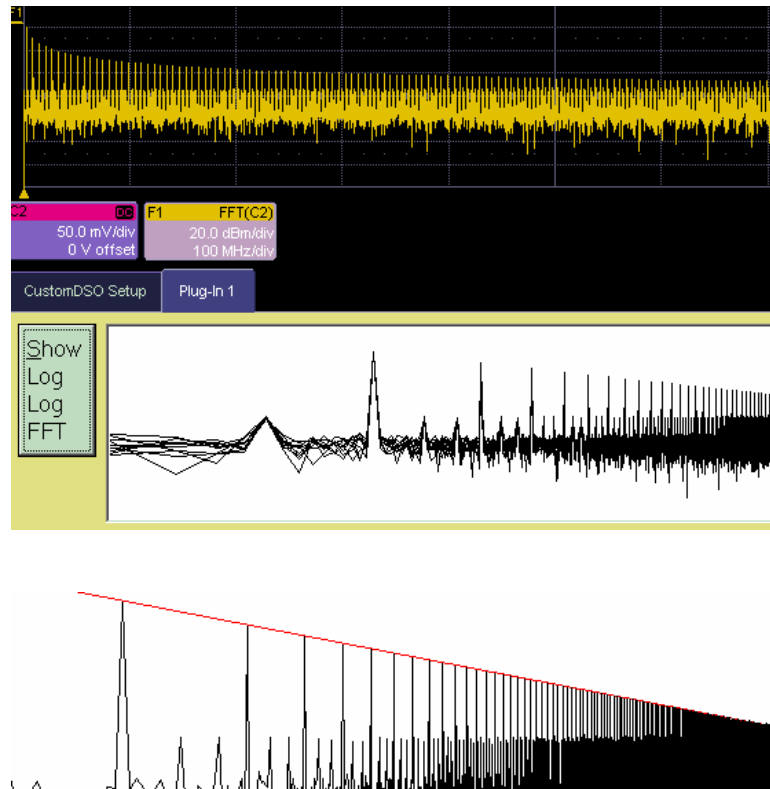 F1
C2 DC F1 FFT(C2)
50.0 mV/div 20.0 dBm/div
0 V offset 100 MHz/div
CustomDSO Setup Plug-In 1
Show
Log
Log
FFT